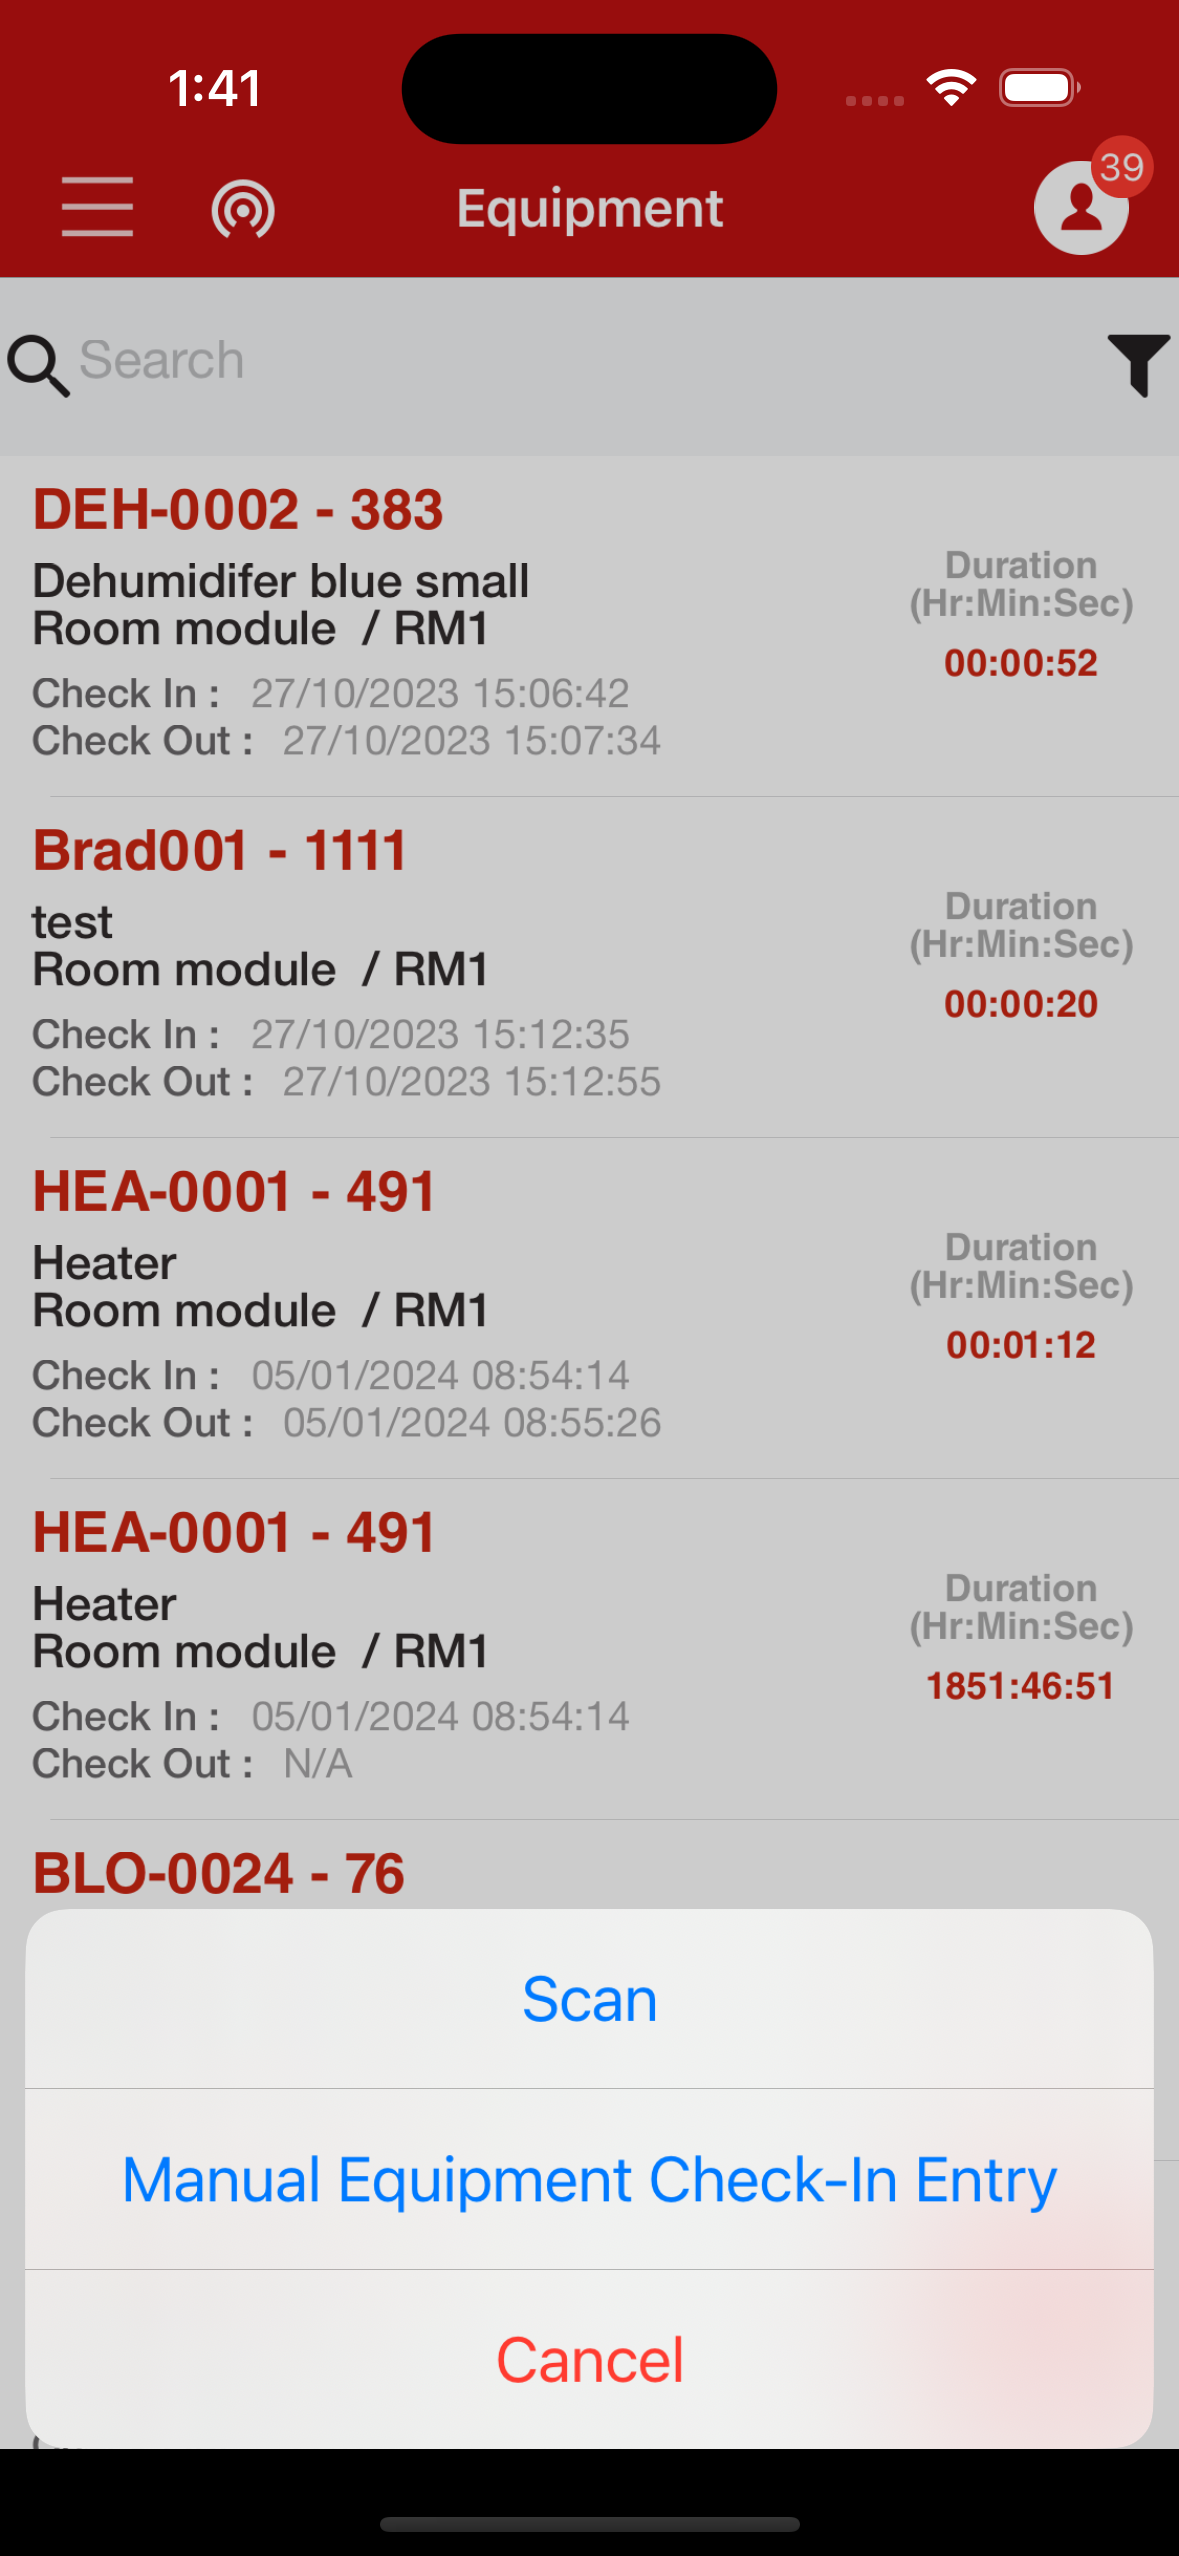 1:41
39
Equipment
Search
DEH-0002 - 383
Dehumidifer blue small
Room module / RM1
Duration
(Hr:Min:Sec)
00:00:52
Check In : 27/10/2023 15:06:42
Check Out : 27/10/2023 15:07:34
Brad001 - 1111
test
Room module / RM1
Duration
(Hr:Min:Sec)
00:00:20
Check In : 27/10/2023 15:12:35
Check Out : 27/10/2023 15:12:55
HEA-0001 - 491
Heater
Room module / RM1
Duration
(Hr:Min:Sec)
00:01:12
Check In : 05/01/2024 08:54:14
Check Out : 05/01/2024 08:55:26
HEA-0001 - 491
Heater
Room module / RM1
Duration
(Hr:Min:Sec)
1851:46:51
Check In : 05/01/2024 08:54:14
Check Out : N/A
BLO-0024 - 76
Scan
Manual Equipment Check-In Entry
Cancel